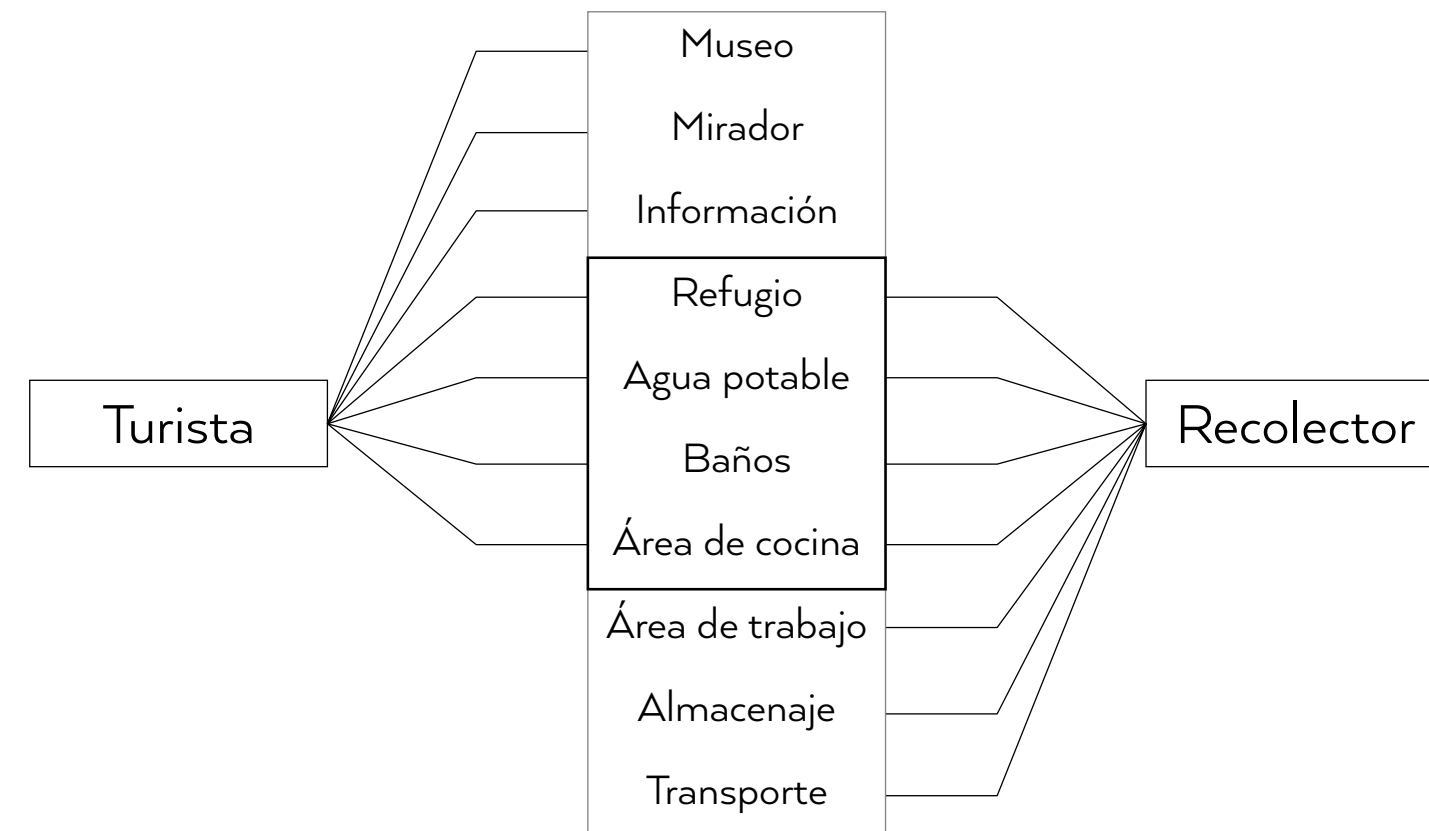 Museo
Mirador
Información
Refugio
Agua potable
Turista
Recolector
Baños
Área de cocina
Área de trabajo
Almacenaje
Transporte